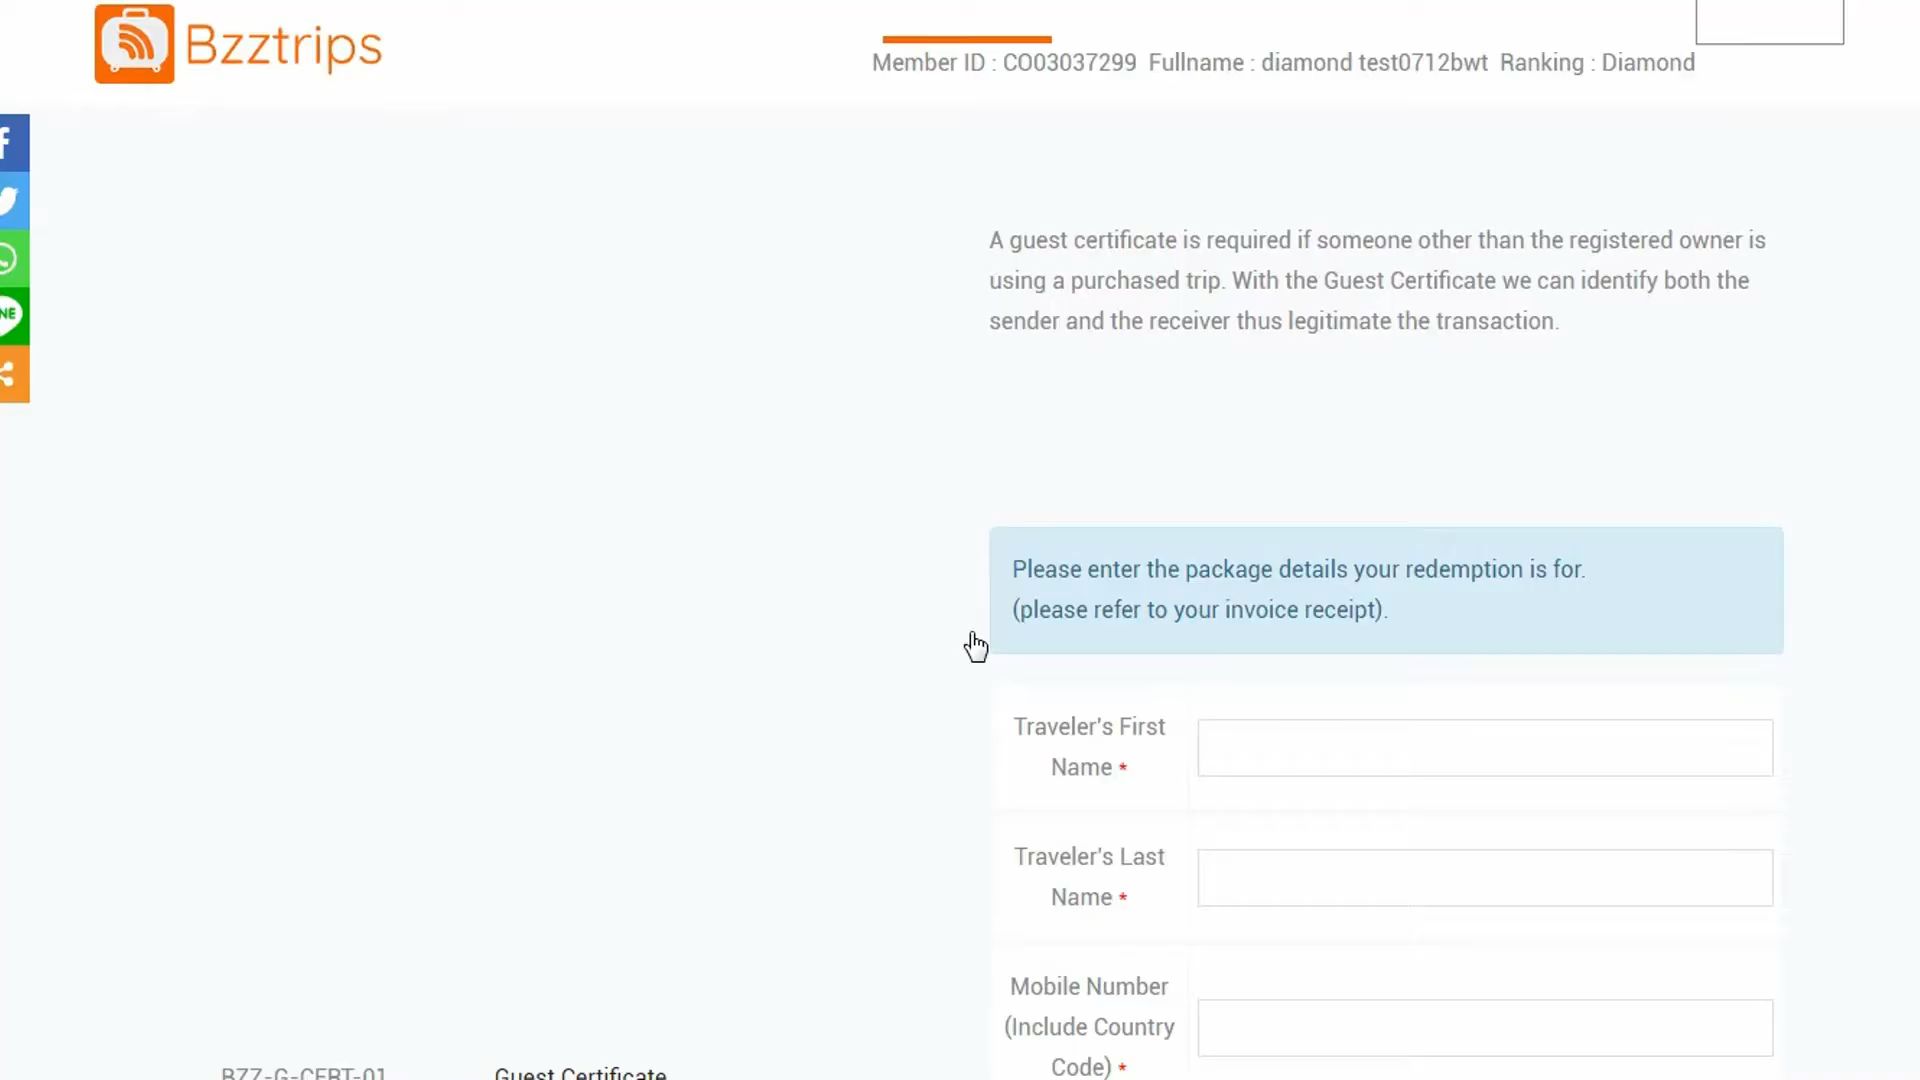 Bzztrips
Member ID : CO03037299 Fullname : diamond test0712bwt Ranking : Diamond
A guest certificate is required if someone other than the registered owner is
using a purchased trip. With the Guest Certificate we can identify both the
sender and the receiver thus legitimate the transaction.
Please enter the package details your redemption is for.
(please refer to your invoice receipt).
Traveler's First
Name *
Traveler's Last
Name *
Mobile Number
(Include Country
Code) *
BZZ-G-CERT-01 Guest Certificate